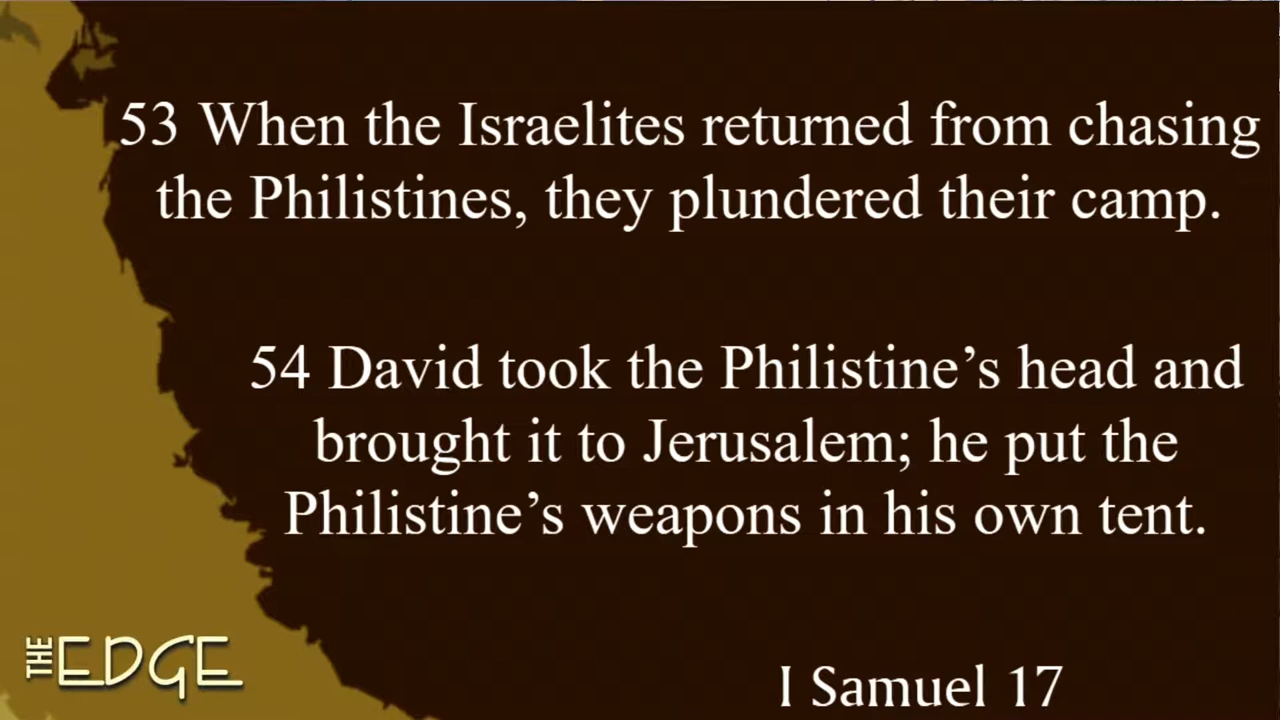 53 When the Israelites returned from chasing
the Philistines, they plundered their camp.
54 David took the Philistine’s head and
brought it to Jerusalem; he put the
Philistine’s weapons in his own tent.
THE EDGE
I Samuel 17